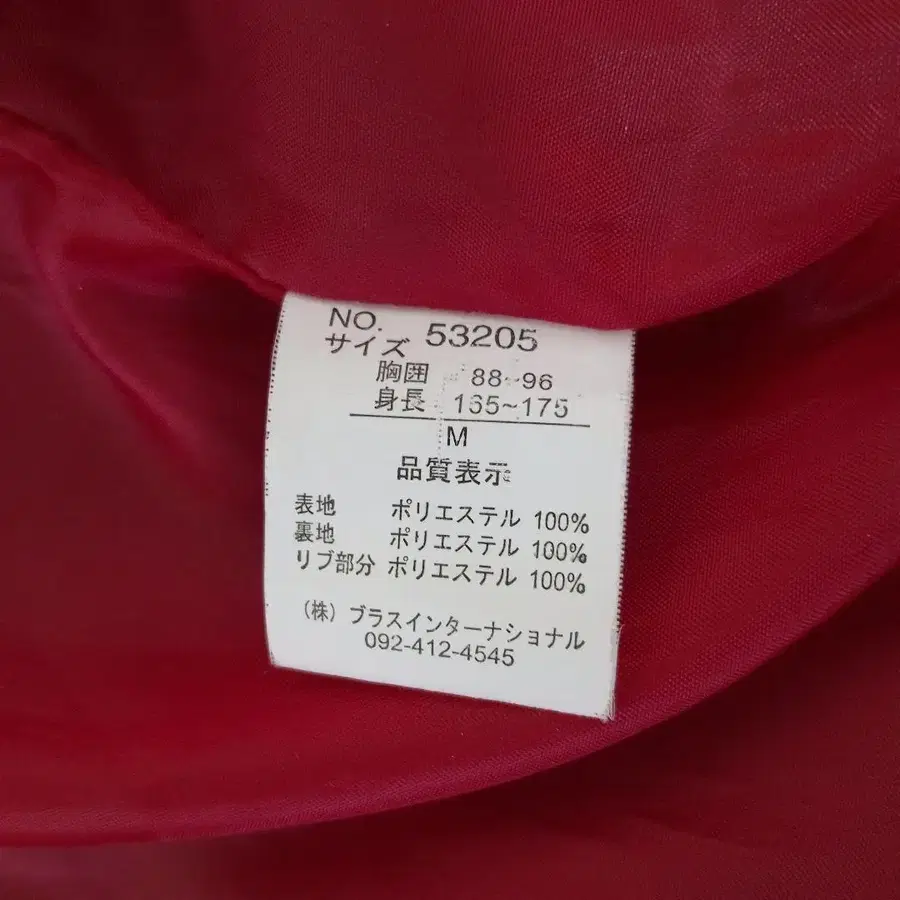 NO. 53205
サイズ
胸囲 88~96
身長 165~175
M
品質表示
表地 ポリエステル 100%
裏地 ポリエステル 100%
リブ部分 ポリエステル 100%
(株)ブラスインターナショナル
092-412-4545